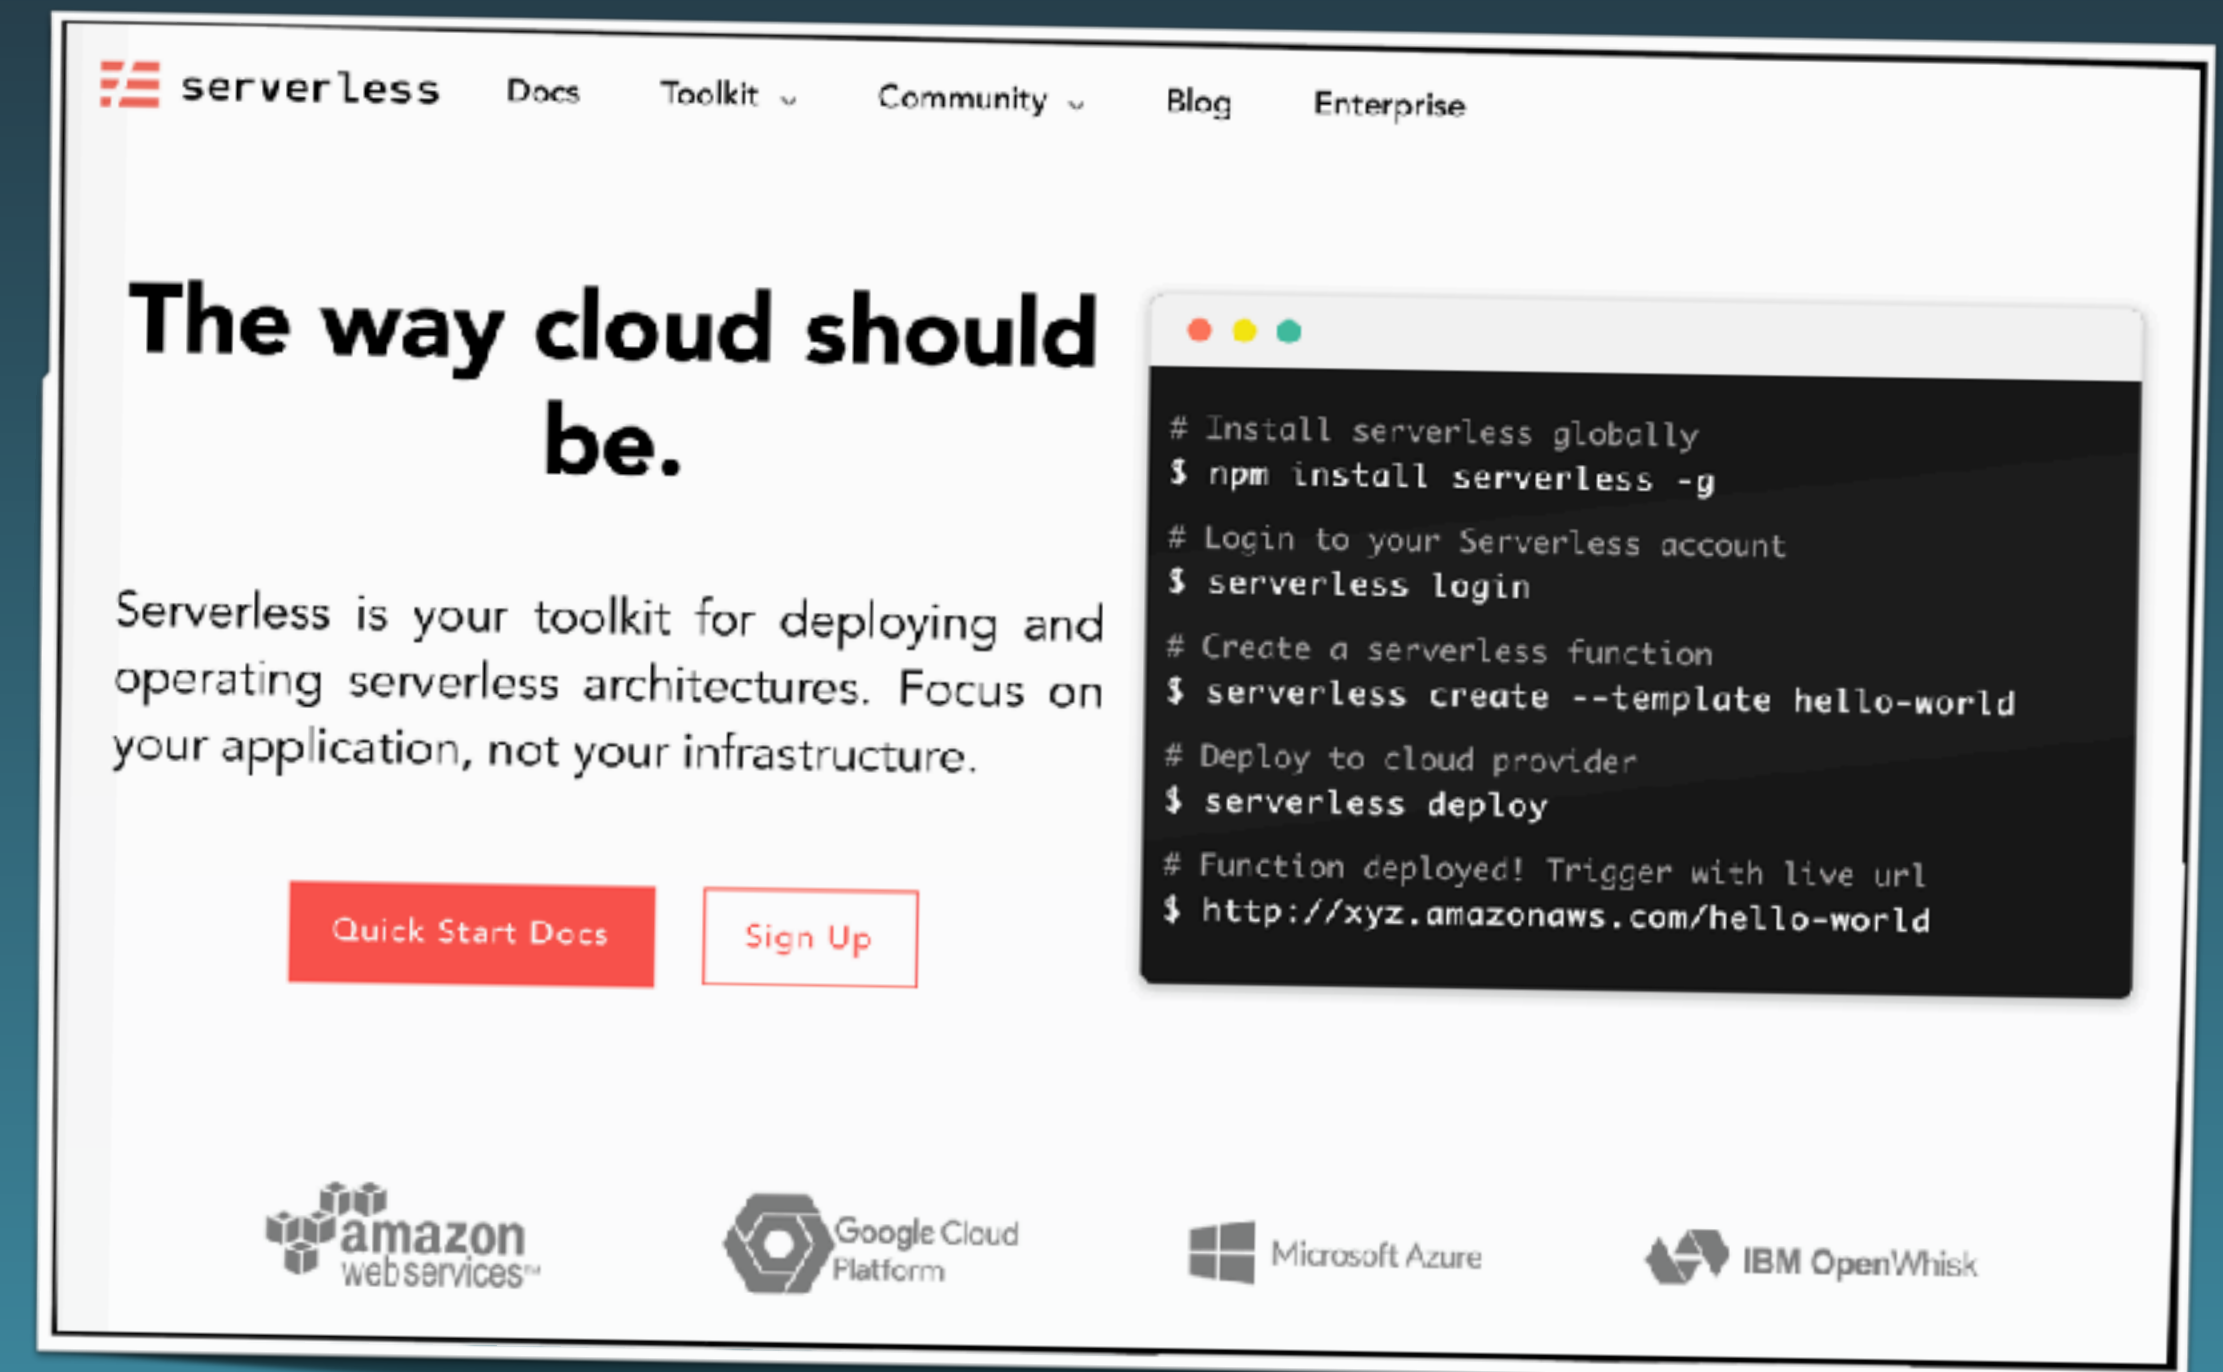 serverless Docs Toolkit Community Blog Enterprise
The way cloud should
be.
Serverless is your toolkit for deploying and
operating serverless architectures. Focus on
your application, not your infrastructure.
Quick Start Docs Sign Up
# Install serverless globally
$ npm install serverless -g
# Login to your Serverless account
$ serverless login
# Create a serverless function
$ serverless create --template hello-world
# Deploy to cloud provider
$ serverless deploy
# Function deployed! Trigger with live url
$ http://xyz.amazonaws.com/hello-world
amazon
webservices™
Google Cloud
Platform
Microsoft Azure
IBM OpenWhisk